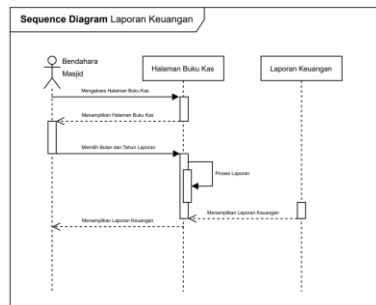 Sequence Diagram Laporan Keuangan
Bendahara
Masjid
Halaman Buku Kas
Laporan Keuangan
Mengakses Halaman Buku Kas
Menampilkan Halaman Buku Kas
Memilih Bulan dan Tahun Laporan
Proses Laporan
Menampilkan Laporan Keuangan
Menampilkan Laporan Keuangan